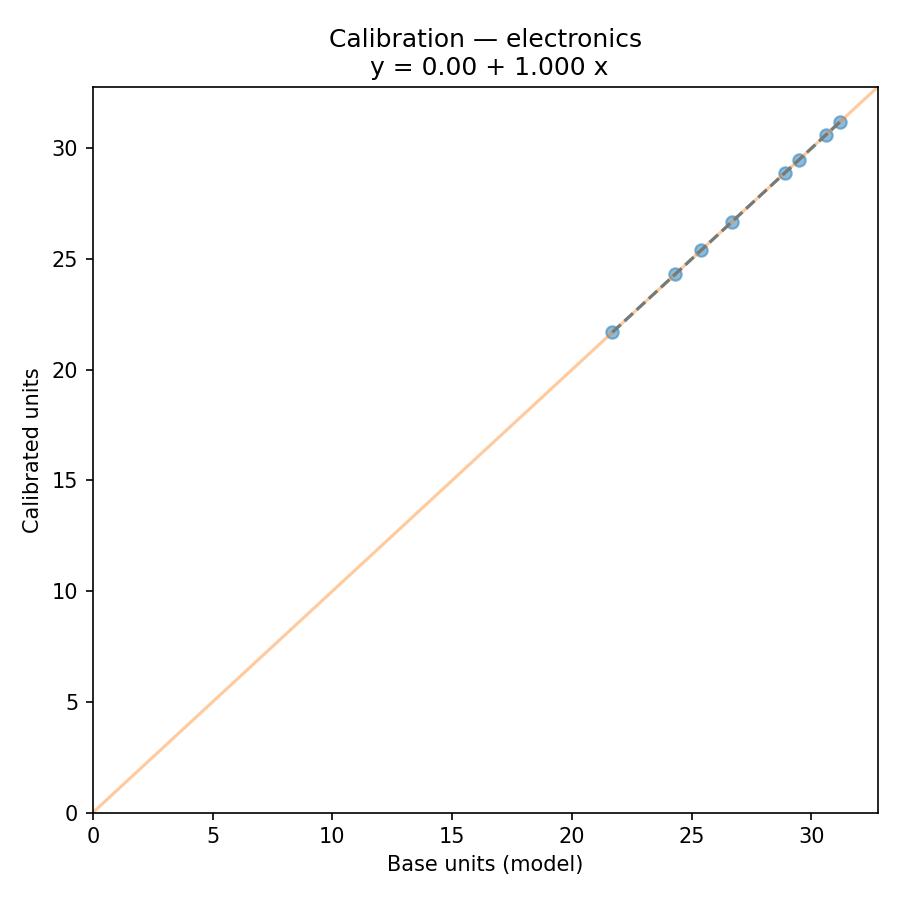 Calibration — electronics
y = 0.00 + 1.000 x
30
25
20
15
10
5
0
Calibrated units
0 5 10 15 20 25 30
Base units (model)